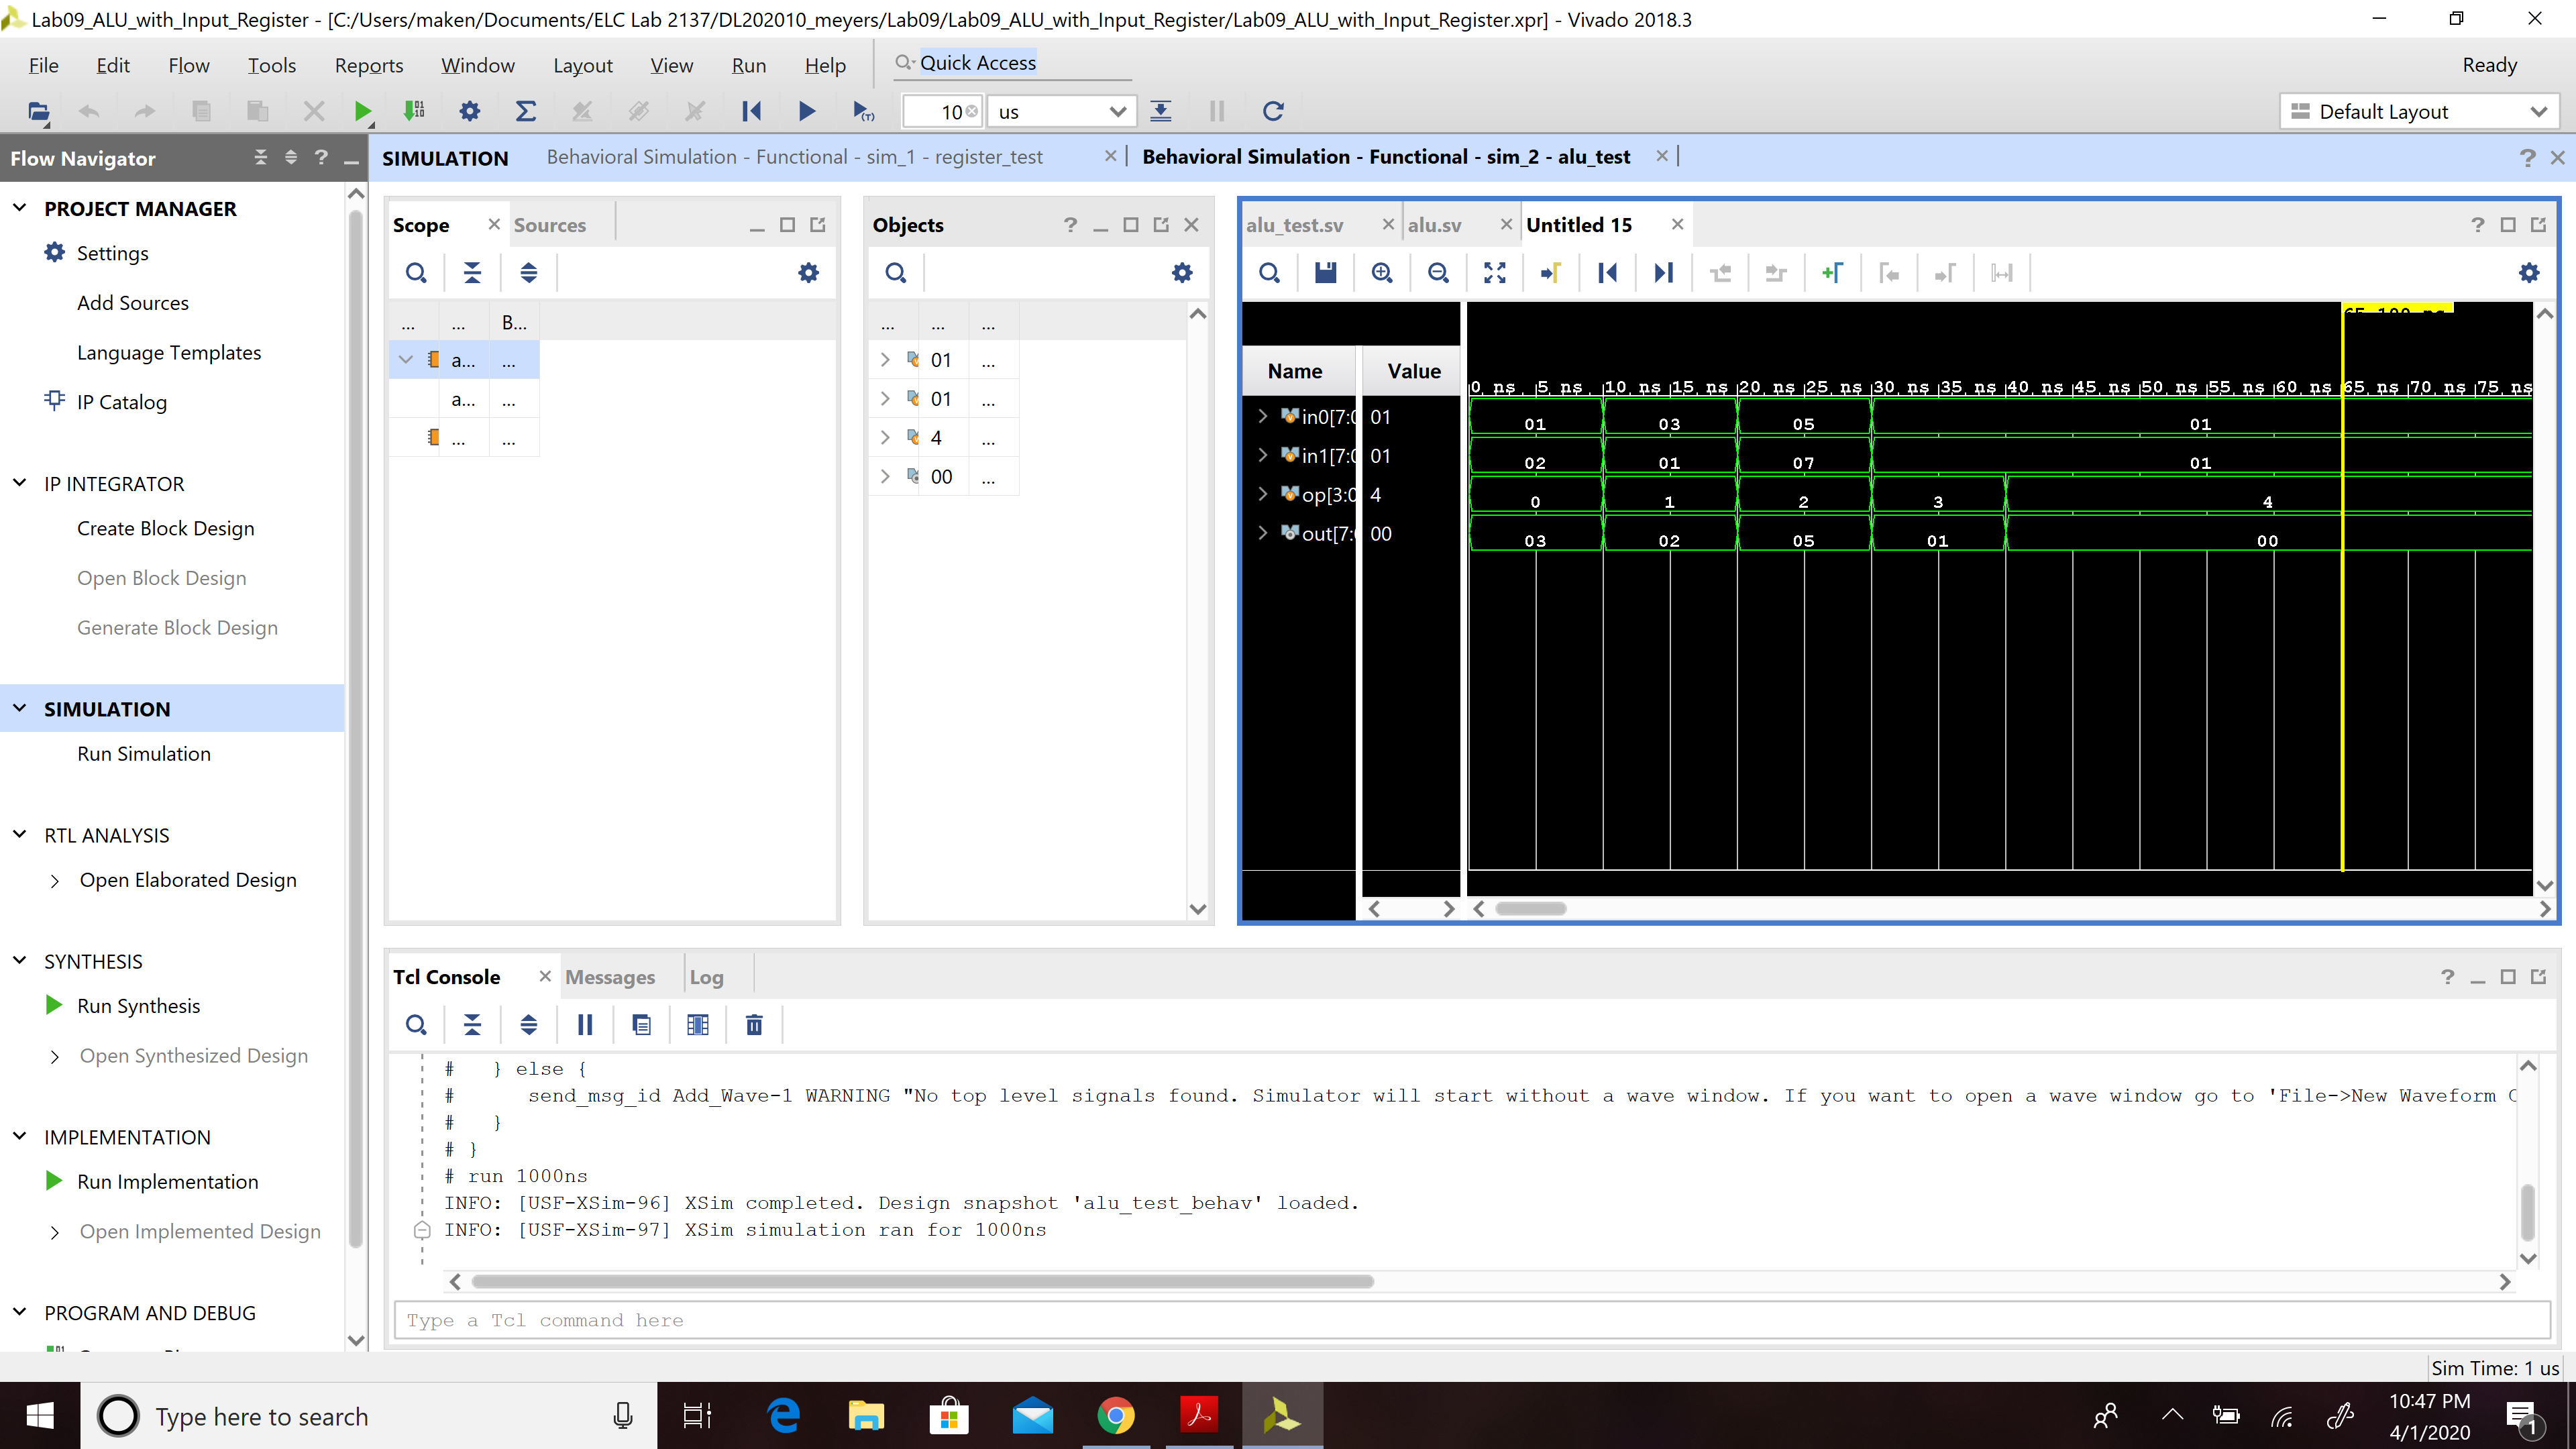 Lab09_ALU_with_Input_Register - [C:/Users/maken/Documents/ELC Lab 2137/DL202010_meyers/Lab09/Lab09_ALU_with_Input_Register/Lab09_ALU_with_Input_Register.xpr] - Vivado 2018.3
File Edit Flow Tools Reports Window Layout View Run Help Quick Access Ready
10 us Default Layout
Flow Navigator
SIMULATION Behavioral Simulation - Functional - sim_1 - register_test Behavioral Simulation - Functional - sim_2 - alu_test
PROJECT MANAGER
Settings
Add Sources
Language Templates
IP Catalog
IP INTEGRATOR
Create Block Design
Open Block Design
Generate Block Design
SIMULATION
Run Simulation
RTL ANALYSIS
Open Elaborated Design
SYNTHESIS
Run Synthesis
Open Synthesized Design
IMPLEMENTATION
Run Implementation
Open Implemented Design
PROGRAM AND DEBUG
Scope Sources
... ... B...
a... ...
a... ...
... ...
Objects
... ... ...
01 ...
01 ...
4 ...
00 ...
alu_test.sv alu.sv Untitled 15
Name Value
0 ns 5 ns 10 ns 15 ns 20 ns 25 ns 30 ns 35 ns 40 ns 45 ns 50 ns 55 ns 60 ns 65 ns 70 ns 75 ns
in0[7:0 01 01 03 05 01
in1[7:0 01 02 01 07 01
op[3:0 4 0 1 2 3 4
out[7: 00 03 02 05 01 00
Tcl Console Messages Log
# } else {
# send_msg_id Add_Wave-1 WARNING "No top level signals found. Simulator will start without a wave window. If you want to open a wave window go to 'File->New Waveform C
# }
# }
# run 1000ns
INFO: [USF-XSim-96] XSim completed. Design snapshot 'alu_test_behav' loaded.
INFO: [USF-XSim-97] XSim simulation ran for 1000ns
Type a Tcl command here
Sim Time: 1 us
Type here to search
10:47 PM
4/1/2020
1